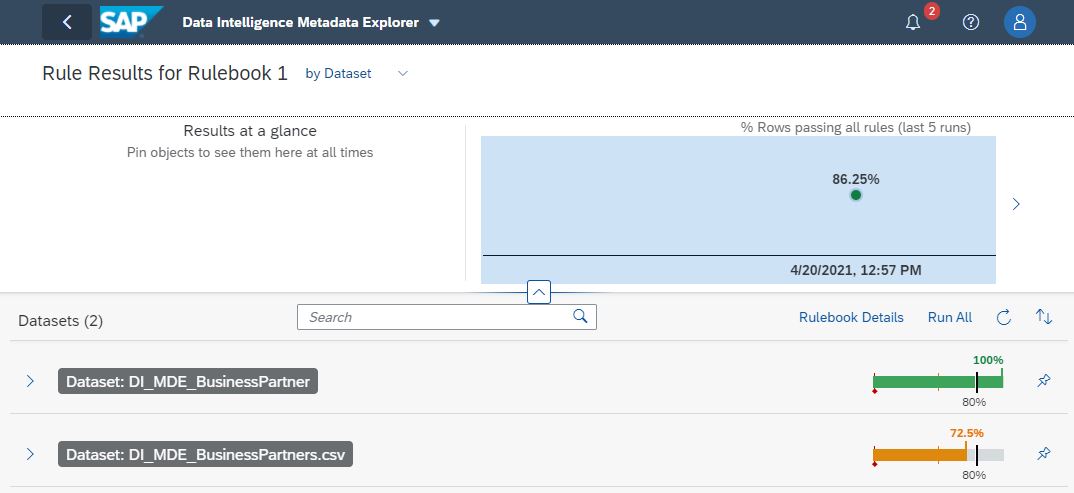 SAP Data Intelligence Metadata Explorer 2
Rule Results for Rulebook 1 by Dataset
Results at a glance
Pin objects to see them here at all times
% Rows passing all rules (last 5 runs)
86.25%
4/20/2021, 12:57 PM
Datasets (2) Search Rulebook Details Run All
Dataset: DI_MDE_BusinessPartner
100%
80%
Dataset: DI_MDE_BusinessPartners.csv
72.5%
80%